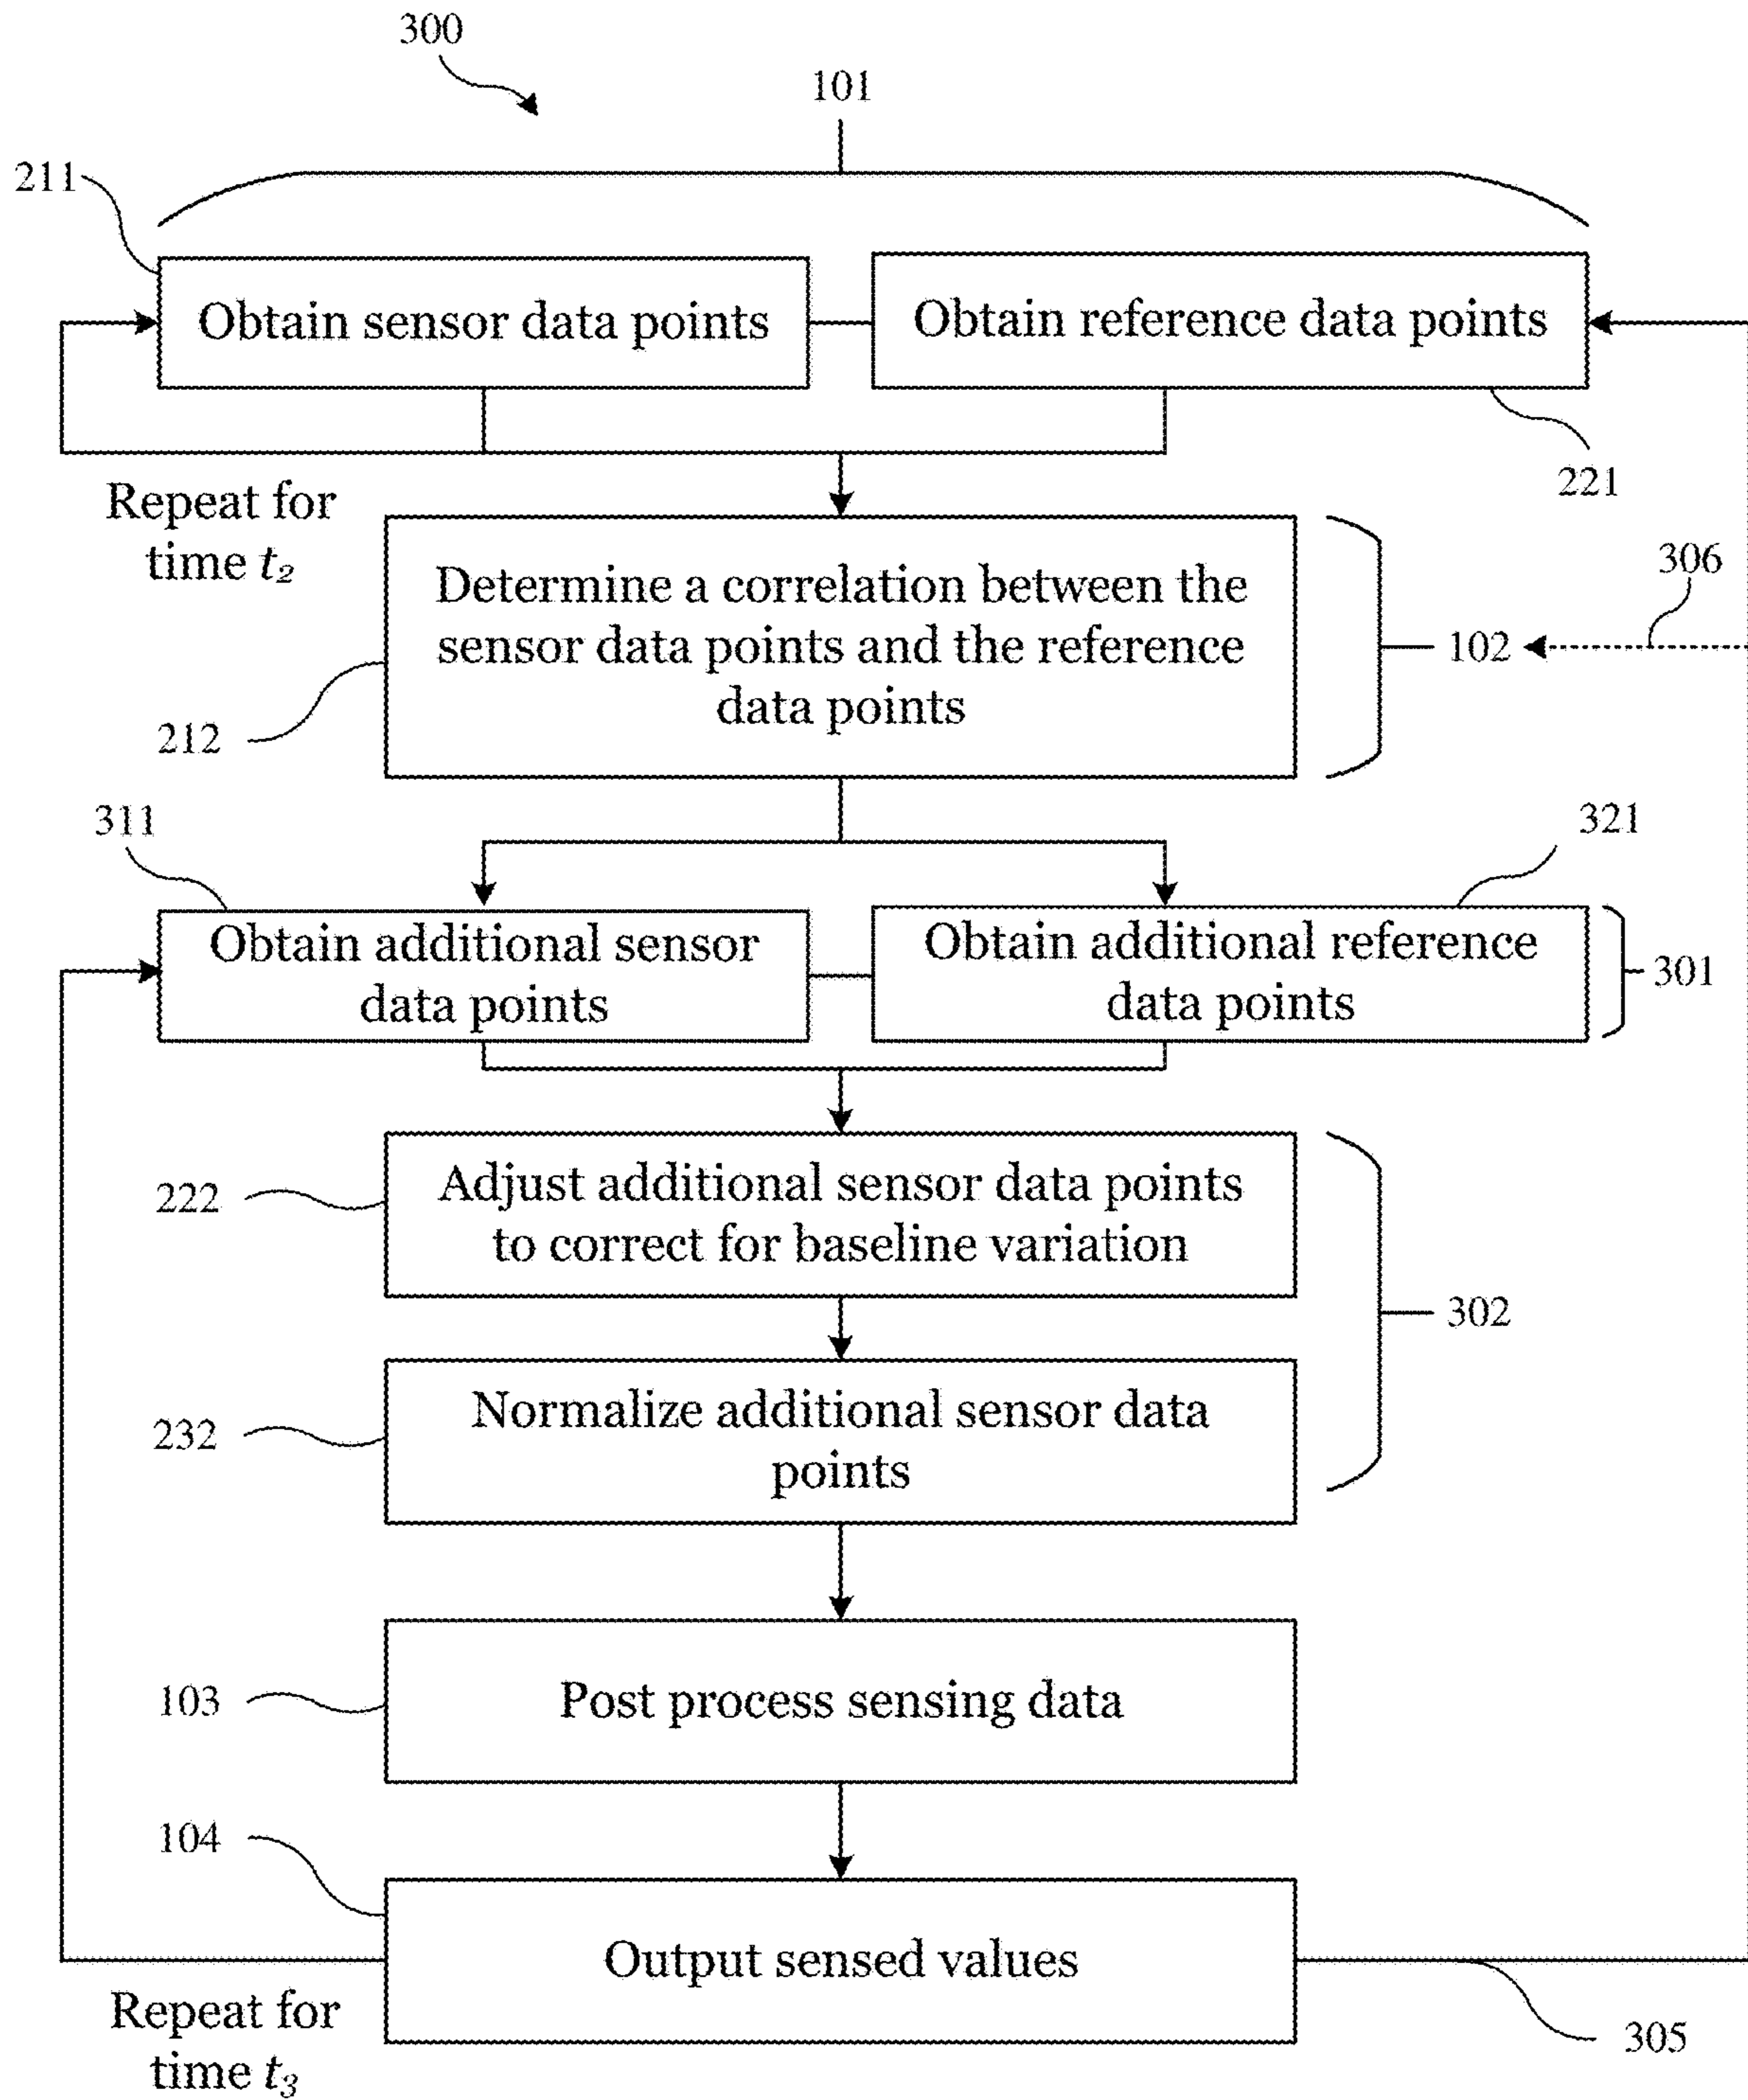 300
101
211
Obtain sensor data points
Obtain reference data points
221
Repeat for
time t₂
Determine a correlation between the
sensor data points and the reference
data points
306
102
212
311
321
Obtain additional sensor
data points
Obtain additional reference
data points
301
222
Adjust additional sensor data points
to correct for baseline variation
302
232
Normalize additional sensor data
points
103
Post process sensing data
104
Output sensed values
Repeat for
time t₃
305